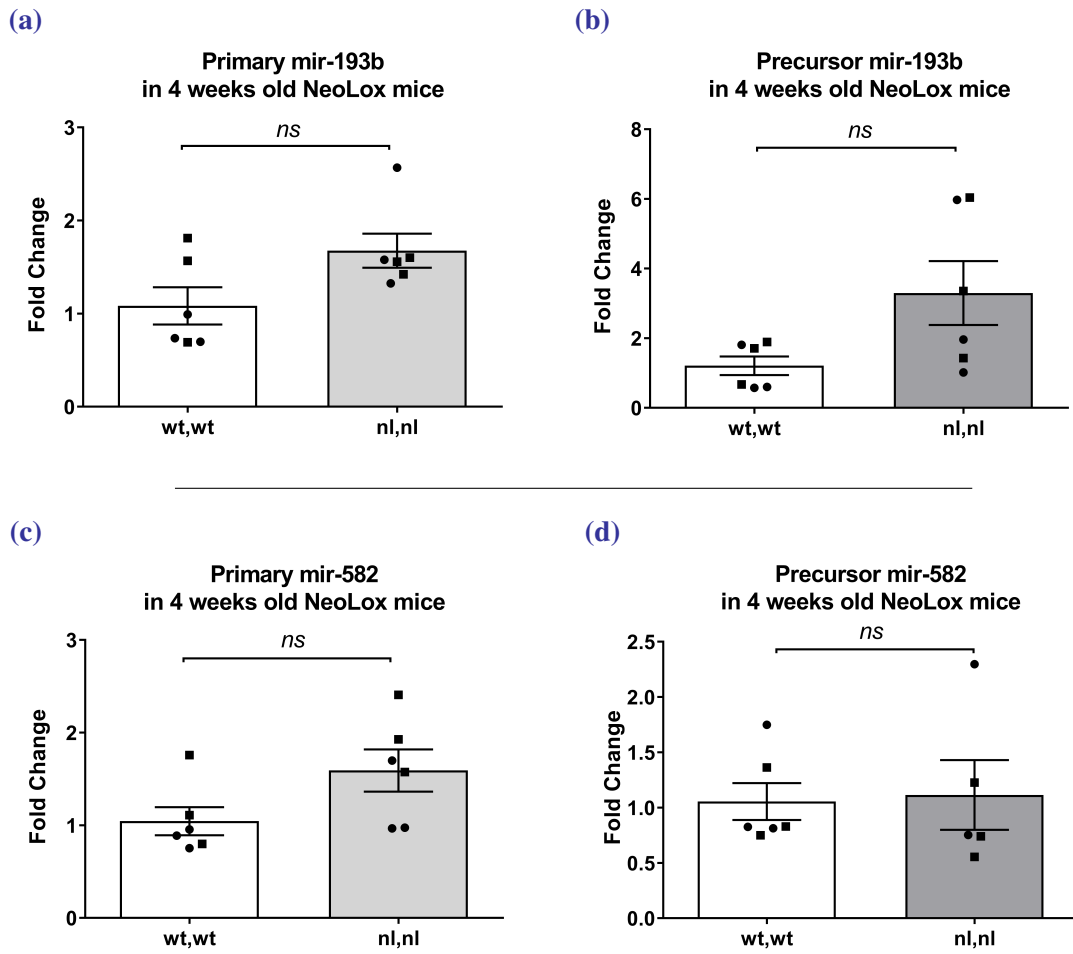 (a)
Primary mir-193b
in 4 weeks old NeoLox mice
ns
Fold Change
3
2
1
0
wt,wt
nl,nl
(b)
Precursor mir-193b
in 4 weeks old NeoLox mice
ns
Fold Change
8
6
4
2
0
wt,wt
nl,nl
(c)
Primary mir-582
in 4 weeks old NeoLox mice
ns
Fold Change
3
2
1
0
wt,wt
nl,nl
(d)
Precursor mir-582
in 4 weeks old NeoLox mice
ns
Fold Change
2.5
2.0
1.5
1.0
0.5
0.0
wt,wt
nl,nl